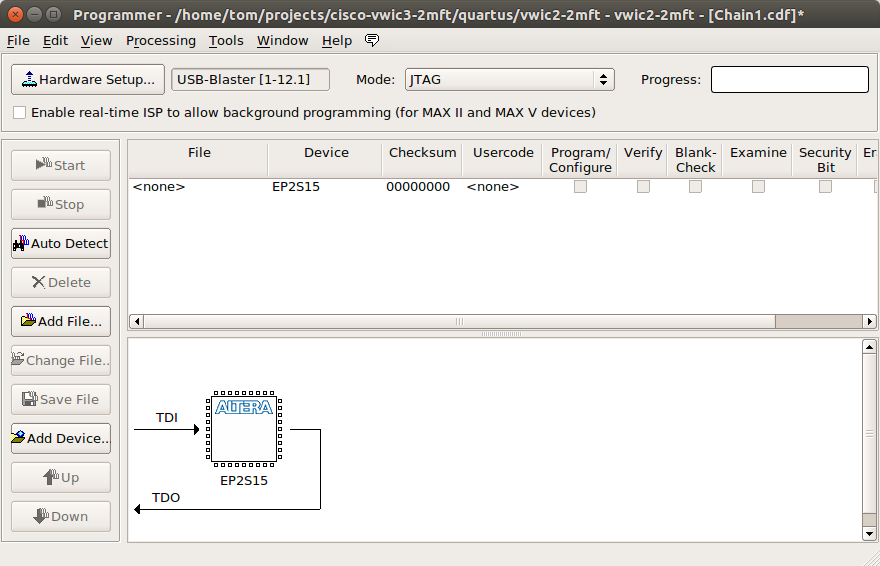 Programmer - /home/tom/projects/cisco-vwic3-2mft/quartus/vwic2-2mft - vwic2-2mft - [Chain1.cdf]*
File Edit View Processing Tools Window Help
Hardware Setup... USB-Blaster [1-12.1] Mode: JTAG Progress:
Enable real-time ISP to allow background programming (for MAX II and MAX V devices)
Start
Stop
Auto Detect
Delete
Add File...
Change File..
Save File
Add Device..
Up
Down
File Device Checksum Usercode Program/ Verify Blank- Examine Security Er
Configure Check Bit
<none> EP2S15 00000000 <none>
TDI
ALTERA
EP2S15
TDO